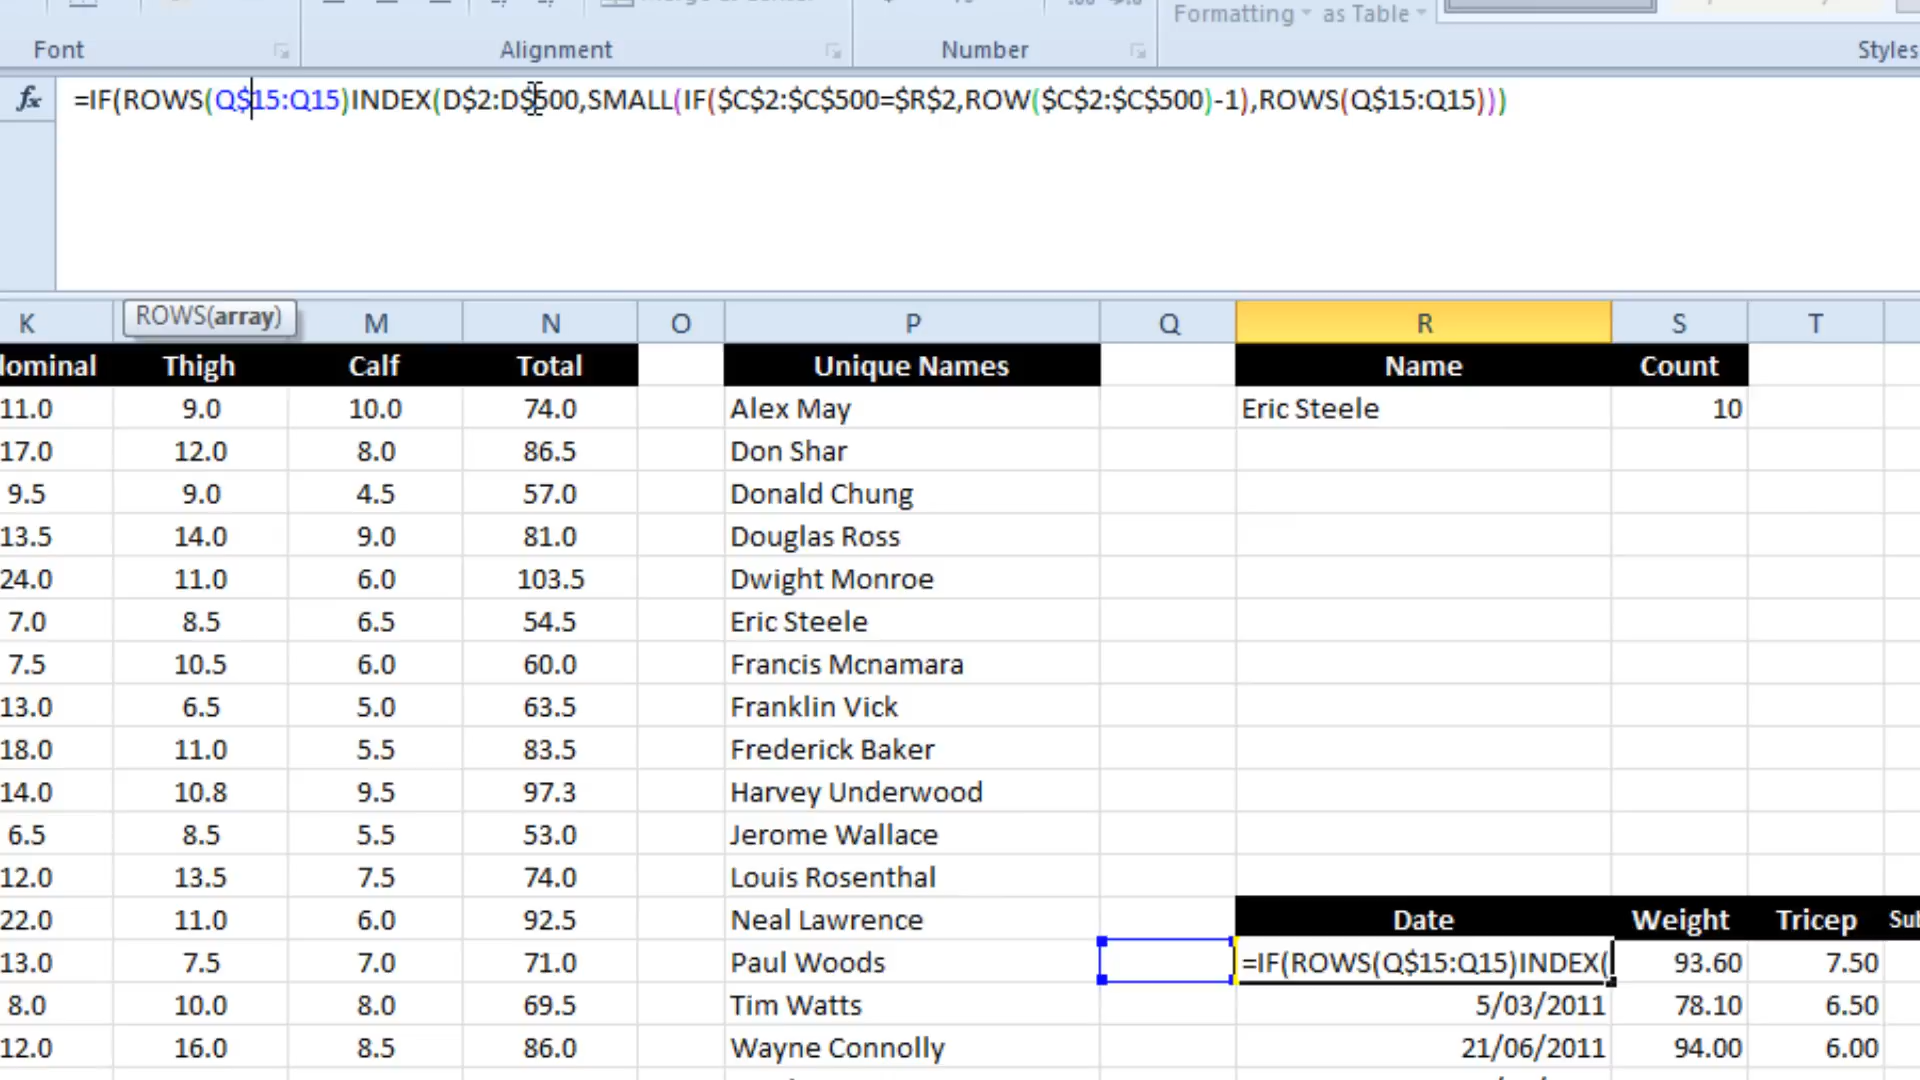 Formatting as Table
Font Alignment Number Styles
fx =IF(ROWS(Q$15:Q15)INDEX(D$2:D$500,SMALL(IF($C$2:$C$500=$R$2,ROW($C$2:$C$500)-1),ROWS(Q$15:Q15)))
ROWS(array)
K M N O P Q R S T
Thigh Calf Total Unique Names Name Count
11.0 9.0 10.0 74.0 Alex May Eric Steele 10
17.0 12.0 8.0 86.5 Don Shar
9.5 9.0 4.5 57.0 Donald Chung
13.5 14.0 9.0 81.0 Douglas Ross
24.0 11.0 6.0 103.5 Dwight Monroe
7.0 8.5 6.5 54.5 Eric Steele
7.5 10.5 6.0 60.0 Francis Mcnamara
13.0 6.5 5.0 63.5 Franklin Vick
18.0 11.0 5.5 83.5 Frederick Baker
14.0 10.8 9.5 97.3 Harvey Underwood
6.5 8.5 5.5 53.0 Jerome Wallace
12.0 13.5 7.5 74.0 Louis Rosenthal
22.0 11.0 6.0 92.5 Neal Lawrence Date Weight Tricep
13.0 7.5 7.0 71.0 Paul Woods =IF(ROWS(Q$15:Q15)INDEX( 93.60 7.50
8.0 10.0 8.0 69.5 Tim Watts 5/03/2011 78.10 6.50
12.0 16.0 8.5 86.0 Wayne Connolly 21/06/2011 94.00 6.00